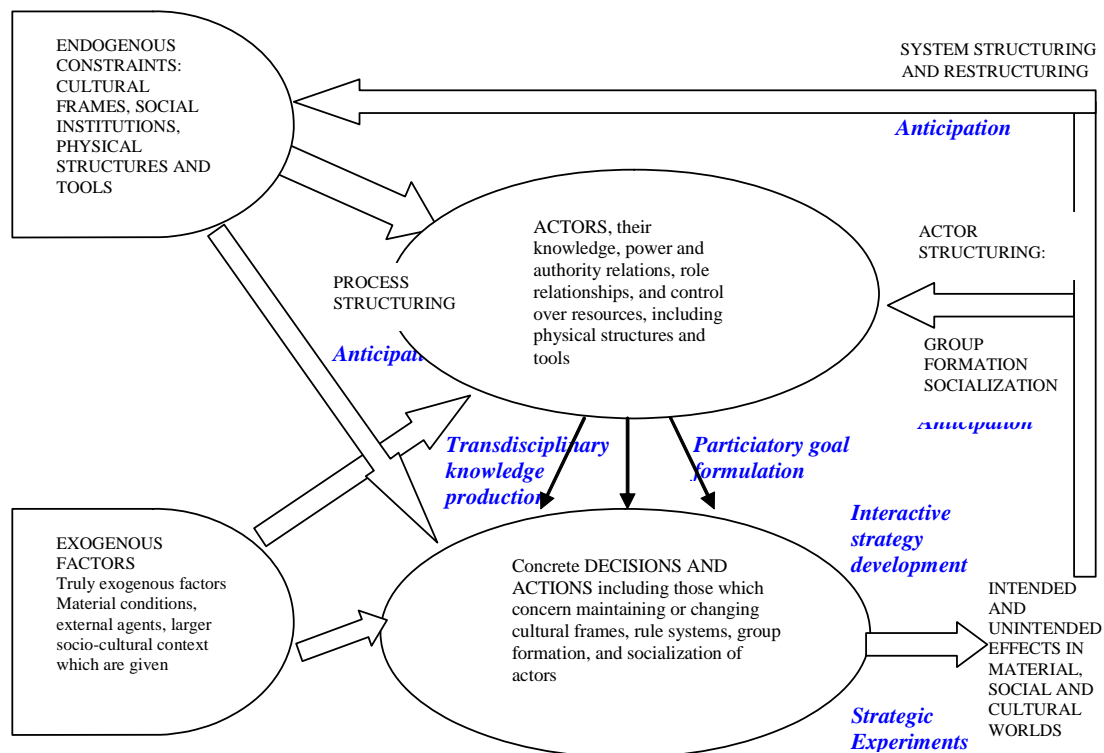 ENDOGENOUS
CONSTRAINTS:
CULTURAL
FRAMES, SOCIAL
INSTITUTIONS,
PHYSICAL
STRUCTURES AND
TOOLS
SYSTEM STRUCTURING
AND RESTRUCTURING
Anticipation
ACTORS, their
knowledge, power and
authority relations, role
relationships, and control
over resources, including
physical structures and
tools
ACTOR
STRUCTURING:
PROCESS
STRUCTURING
Anticipati
GROUP
FORMATION
SOCIALIZATION
Anticipation
Transdisciplinary
knowledge
production
Particiatory goal
formulation
Interactive
strategy
development
EXOGENOUS
FACTORS
Truly exogenous factors
Material conditions,
external agents, larger
socio-cultural context
which are given
Concrete DECISIONS AND
ACTIONS including those which
concern maintaining or changing
cultural frames, rule systems, group
formation, and socialization of
actors
INTENDED
AND
UNINTENDED
EFFECTS IN
MATERIAL,
SOCIAL AND
CULTURAL
WORLDS
Strategic
Experiments